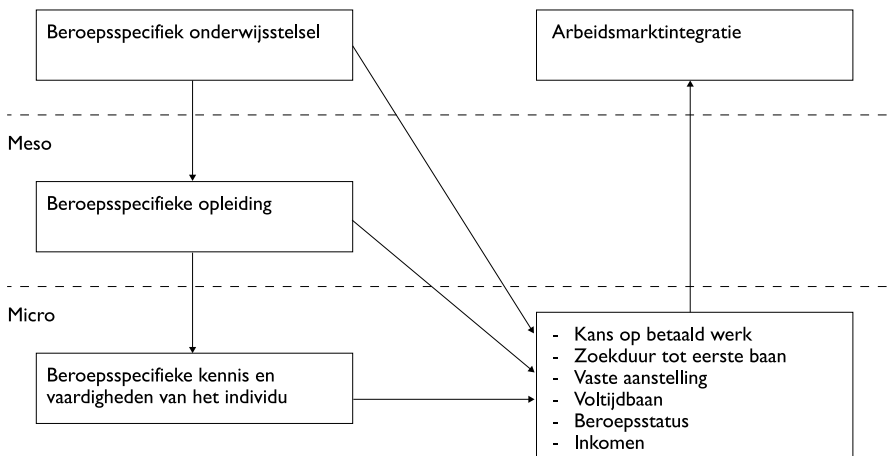 Beroepsspecifiek onderwijsstelsel
Arbeidsmarktintegratie
Meso
Beroepsspecifieke opleiding
Micro
Beroepsspecifieke kennis en
vaardigheden van het individu
- Kans op betaald werk
- Zoekduur tot eerste baan
- Vaste aanstelling
- Voltijdbaan
- Beroepsstatus
- Inkomen